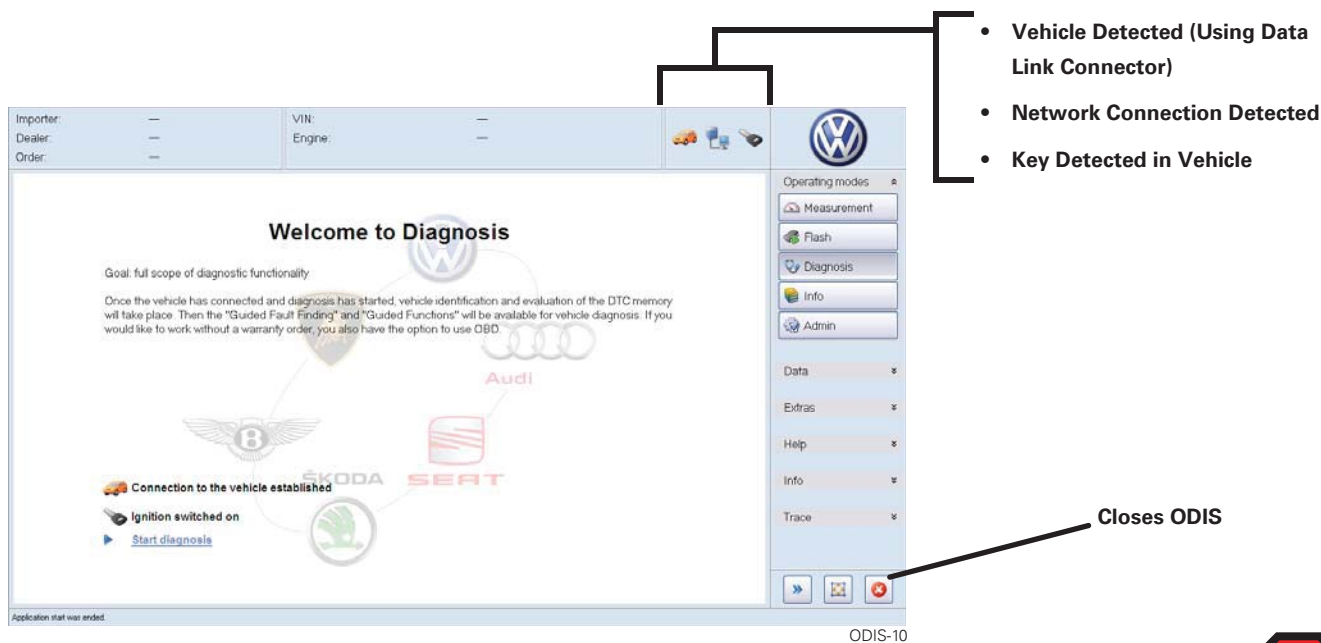 • Vehicle Detected (Using Data
Link Connector)
• Network Connection Detected
• Key Detected in Vehicle
Importer: —
Dealer: —
Order: —
VIN: —
Engine: —
Welcome to Diagnosis
Goal: full scope of diagnostic functionality
Once the vehicle has connected and diagnosis has started, vehicle identification and evaluation of the DTC memory
will take place. Then the "Guided Fault Finding" and "Guided Functions" will be available for vehicle diagnosis. If you
would like to work without a warranty order, you also have the option to use OBD.
Audi
B
ŠKODA
SEAT
Connection to the vehicle established
Ignition switched on
Start diagnosis
Operating modes
Measurement
Flash
Diagnosis
Info
Admin
Data
Extras
Help
Info
Trace
Closes ODIS
Application start was ended.
ODIS-10